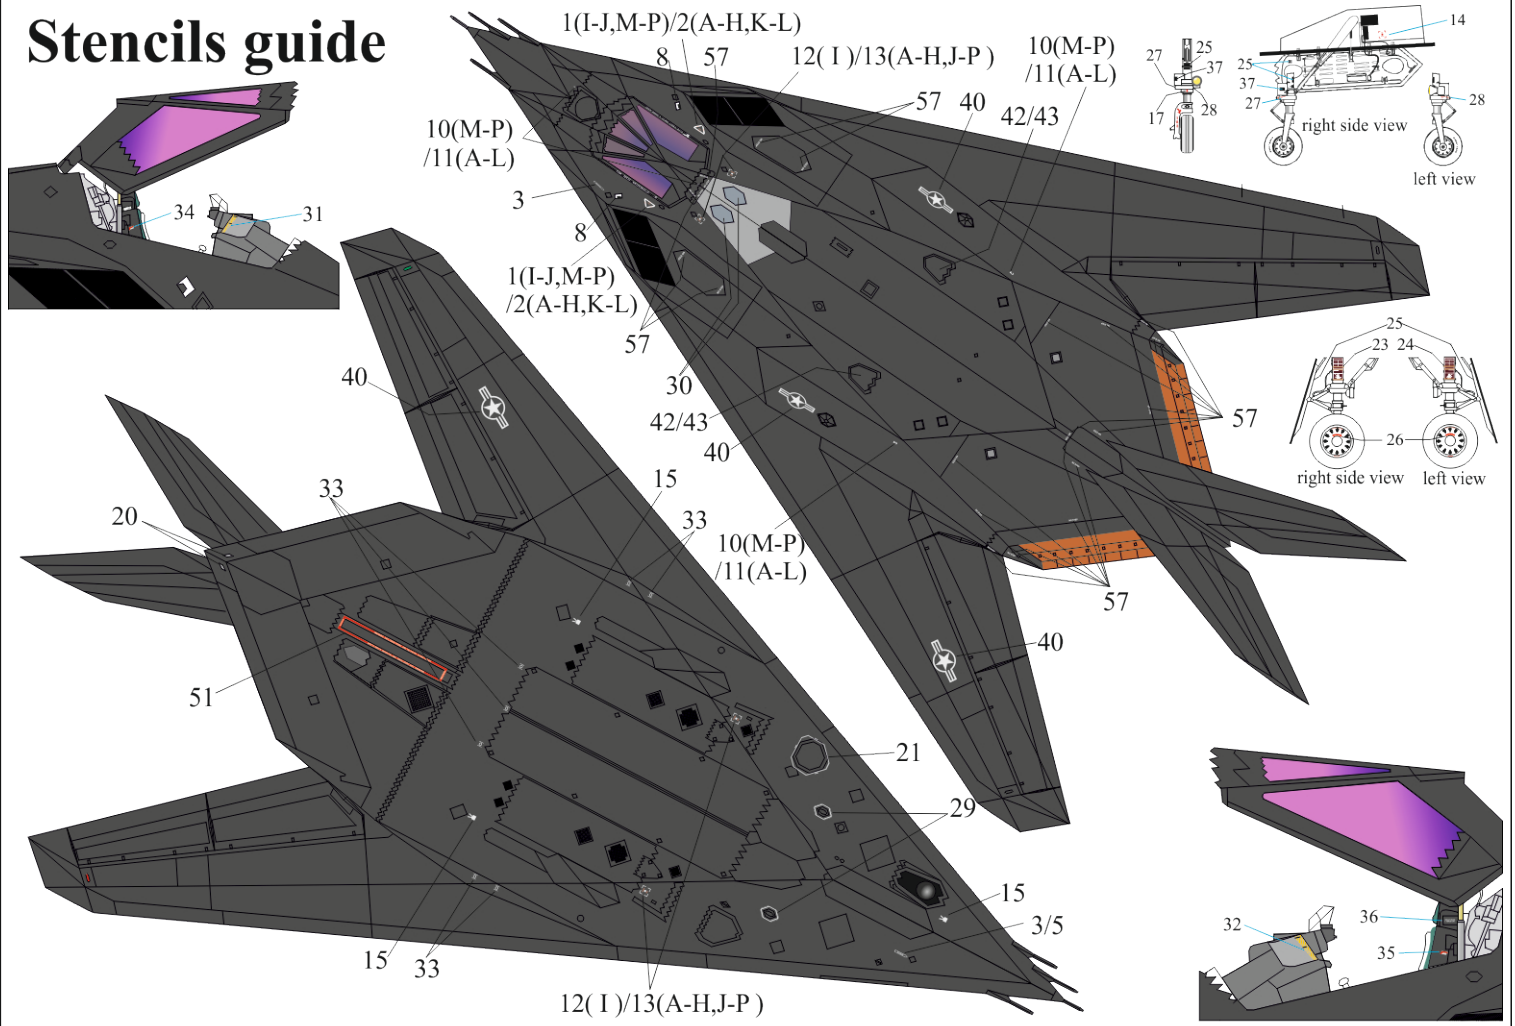 Stencils guide
1(I-J,M-P)/2(A-H,K-L)
8
57
12( I )/13(A-H,J-P )
10(M-P)
/11(A-L)
57
40
42/43
10(M-P)
/11(A-L)
3
8
1(I-J,M-P)
/2(A-H,K-L)
57
30
42/43
40
10(M-P)
/11(A-L)
57
57
40
34
31
27
25
37
17
28
14
25
37
27
right side view
28
left view
25
23
24
26
right side view
left view
40
33
20
15
33
51
21
29
15
3/5
15
33
12( I )/13(A-H,J-P )
32
36
35